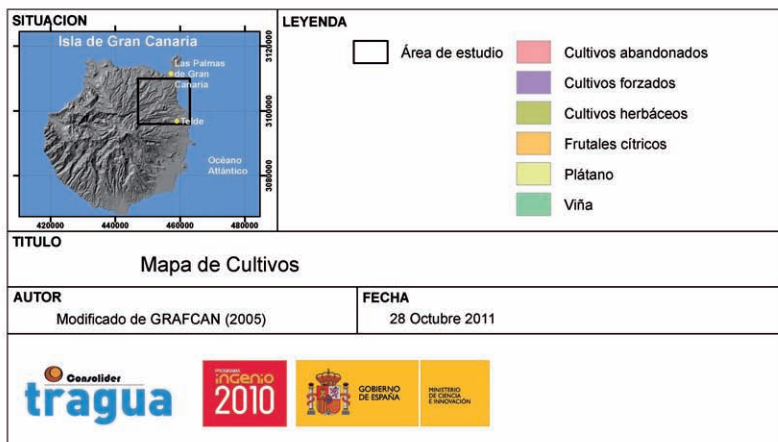 SITUACION
Isla de Gran Canaria
Las Palmas
de Gran
Canaria
Telde
Océano
Atlántico
3120000
3100000
3080000
420000
440000
460000
480000
LEYENDA
Área de estudio
Cultivos abandonados
Cultivos forzados
Cultivos herbáceos
Frutales cítricos
Plátano
Viña
TITULO
Mapa de Cultivos
AUTOR
Modificado de GRAFCAN (2005)
FECHA
28 Octubre 2011
Consolider
tragua
PROGRAMA
ingenio
2010
GOBIERNO
DE ESPAÑA
MINISTERIO
DE CIENCIA
E INNOVACIÓN